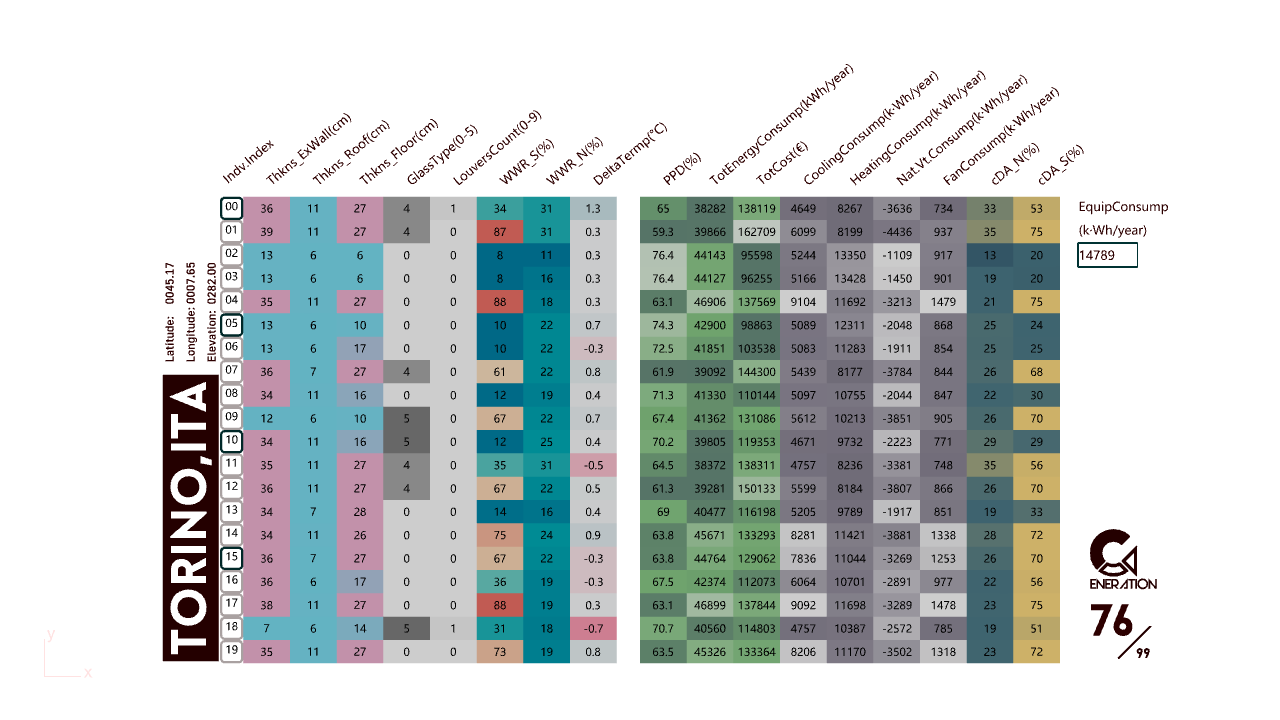 Indv.Index Thkns_ExWall(cm) Thkns_Roof(cm) Thkns_Floor(cm) GlassType(0-5) LouversCount(0-9) WWR_S(%) WWR_N(%) DeltaTermp(°C) PPD(%) TotEnergyConsump(kWh/year) TotCost(€) CoolingConsump(k·Wh/year) HeatingConsump(k·Wh/year) Nat.Vt.Consump(k·Wh/year) FanConsump(k·Wh/year) cDA_N(%) cDA_S(%)
00 36 11 27 4 1 34 31 1.3 65 38282 138119 4649 8267 -3636 734 33 53
01 39 11 27 4 0 87 31 0.3 59.3 39866 162709 6099 8199 -4436 937 35 75
02 13 6 6 0 0 8 11 0.3 76.4 44143 95598 5244 13350 -1109 917 13 20
03 13 6 6 0 0 8 16 0.3 76.4 44127 96255 5166 13428 -1450 901 19 20
04 35 11 27 0 0 88 18 0.3 63.1 46906 137569 9104 11692 -3213 1479 21 75
05 13 6 10 0 0 10 22 0.7 74.3 42900 98863 5089 12311 -2048 868 25 24
06 13 6 17 0 0 10 22 -0.3 72.5 41851 103538 5083 11283 -1911 854 25 25
07 36 7 27 4 0 61 22 0.8 61.9 39092 144300 5439 8177 -3784 844 26 68
08 34 11 16 0 0 12 19 0.4 71.3 41330 110144 5097 10755 -2044 847 22 30
09 12 6 10 5 0 67 22 0.7 67.4 41362 131086 5612 10213 -3851 905 26 70
10 34 11 16 5 0 12 25 0.4 70.2 39805 119353 4671 9732 -2223 771 29 29
11 35 11 27 4 0 35 31 -0.5 64.5 38372 138311 4757 8236 -3381 748 35 56
12 36 11 27 4 0 67 22 0.5 61.3 39281 150133 5599 8184 -3807 866 26 70
13 34 7 28 0 0 14 16 0.4 69 40477 116198 5205 9789 -1917 851 19 33
14 34 11 26 0 0 75 24 0.9 63.8 45671 133293 8281 11421 -3881 1338 28 72
15 36 7 27 0 0 67 22 -0.3 63.8 44764 129062 7836 11044 -3269 1253 26 70
16 36 6 17 0 0 36 19 -0.3 67.5 42374 112073 6064 10701 -2891 977 22 56
17 38 11 27 0 0 88 19 0.3 63.1 46899 137844 9092 11698 -3289 1478 23 75
18 7 6 14 5 1 31 18 -0.7 70.7 40560 114803 4757 10387 -2572 785 19 51
19 35 11 27 0 0 73 19 0.8 63.5 45326 133364 8206 11170 -3502 1318 23 72
Latitude: 0045.17
Longitude: 0007.65
Elevation: 0282.00
TORINO,ITA
EquipConsump
(k·Wh/year)
14789
GENERATION
76/99
y
x